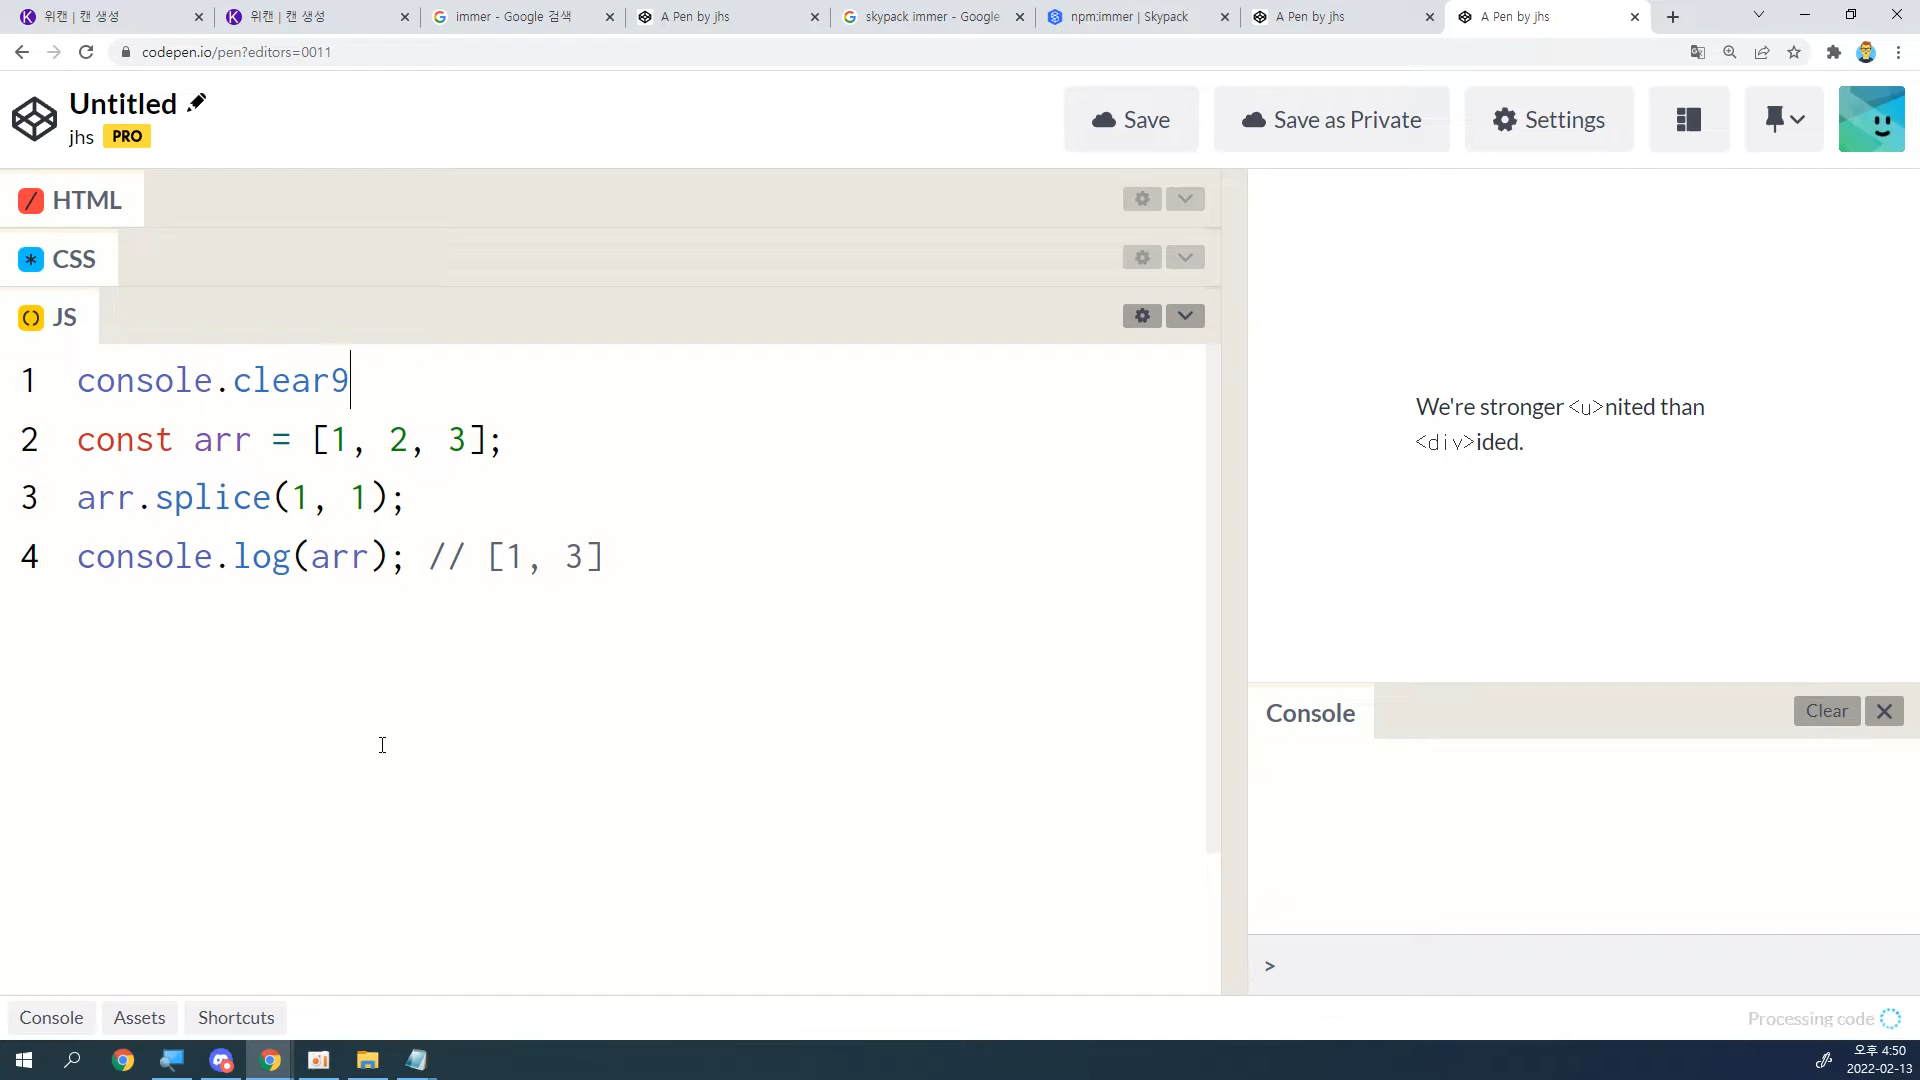 위캔 | 캔 생성
위캔 | 캔 생성
immer - Google 검색
A Pen by jhs
skypack immer - Google
npm:immer | Skypack
A Pen by jhs
A Pen by jhs
codepen.io/pen?editors=0011
Untitled
jhs PRO
Save
Save as Private
Settings
HTML
CSS
JS
1 console.clear9
2 const arr = [1, 2, 3];
3 arr.splice(1, 1);
4 console.log(arr); // [1, 3]
We're stronger <u>nited than
<div>ided.
Console
Clear
>
Console
Assets
Shortcuts
Processing code
오후 4:50
2022-02-13